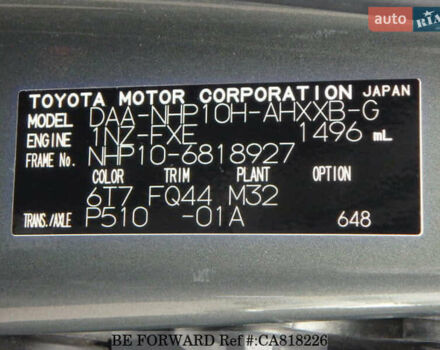 auto RIA
TOYOTA MOTOR CORPORATION JAPAN
MODEL DAA-NHP10H-AHXXB-G
ENGINE 1NZ-FXE 1496 mL
FRAME No. NHP10-6818927
COLOR TRIM PLANT OPTION
6T7 FQ44 M32
TRANS./AXLE P510 -01A 648
BE FORWARD Ref #:CA818226